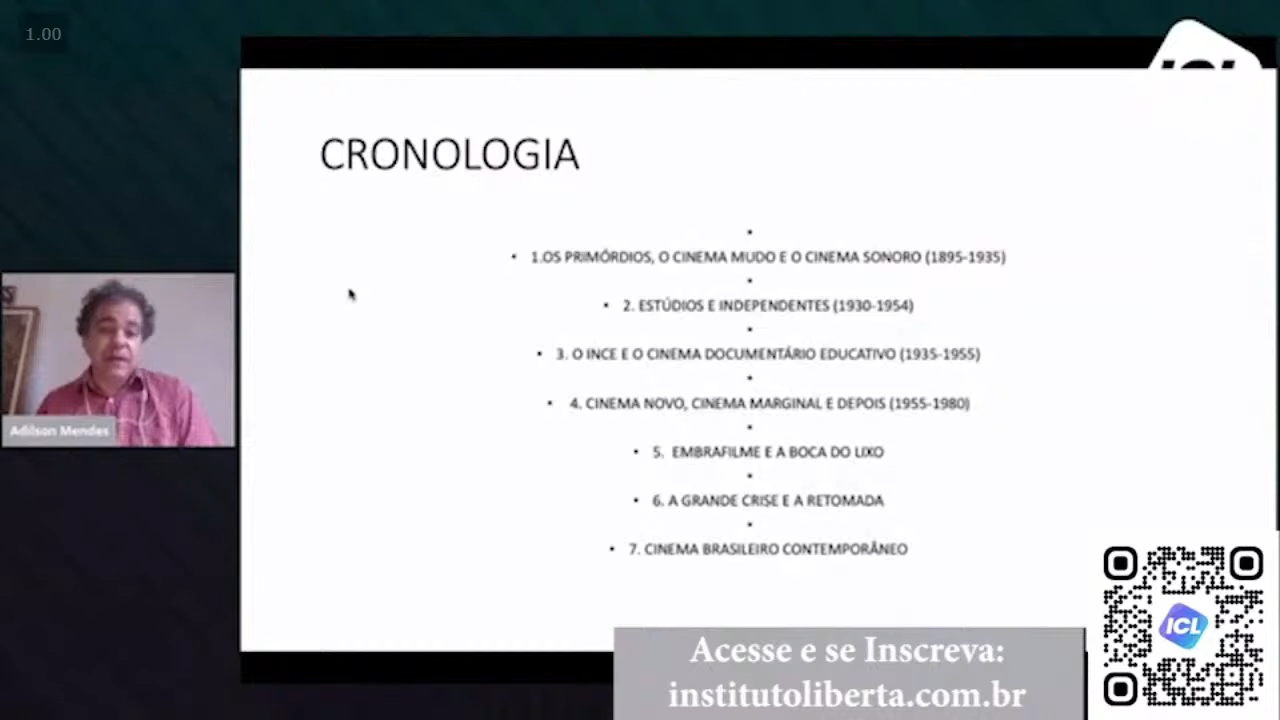 1.00
ICL
CRONOLOGIA
• 1.OS PRIMÓRDIOS, O CINEMA MUDO E O CINEMA SONORO (1895-1935)
• 2. ESTÚDIOS E INDEPENDENTES (1930-1954)
• 3. O INCE E O CINEMA DOCUMENTÁRIO EDUCATIVO (1935-1955)
• 4. CINEMA NOVO, CINEMA MARGINAL E DEPOIS (1955-1980)
• 5. EMBRAFILME E A BOCA DO LIXO
• 6. A GRANDE CRISE E A RETOMADA
• 7. CINEMA BRASILEIRO CONTEMPORÂNEO
Adilson Mendes
Acesse e se Inscreva:
institutoliberta.com.br
ICL